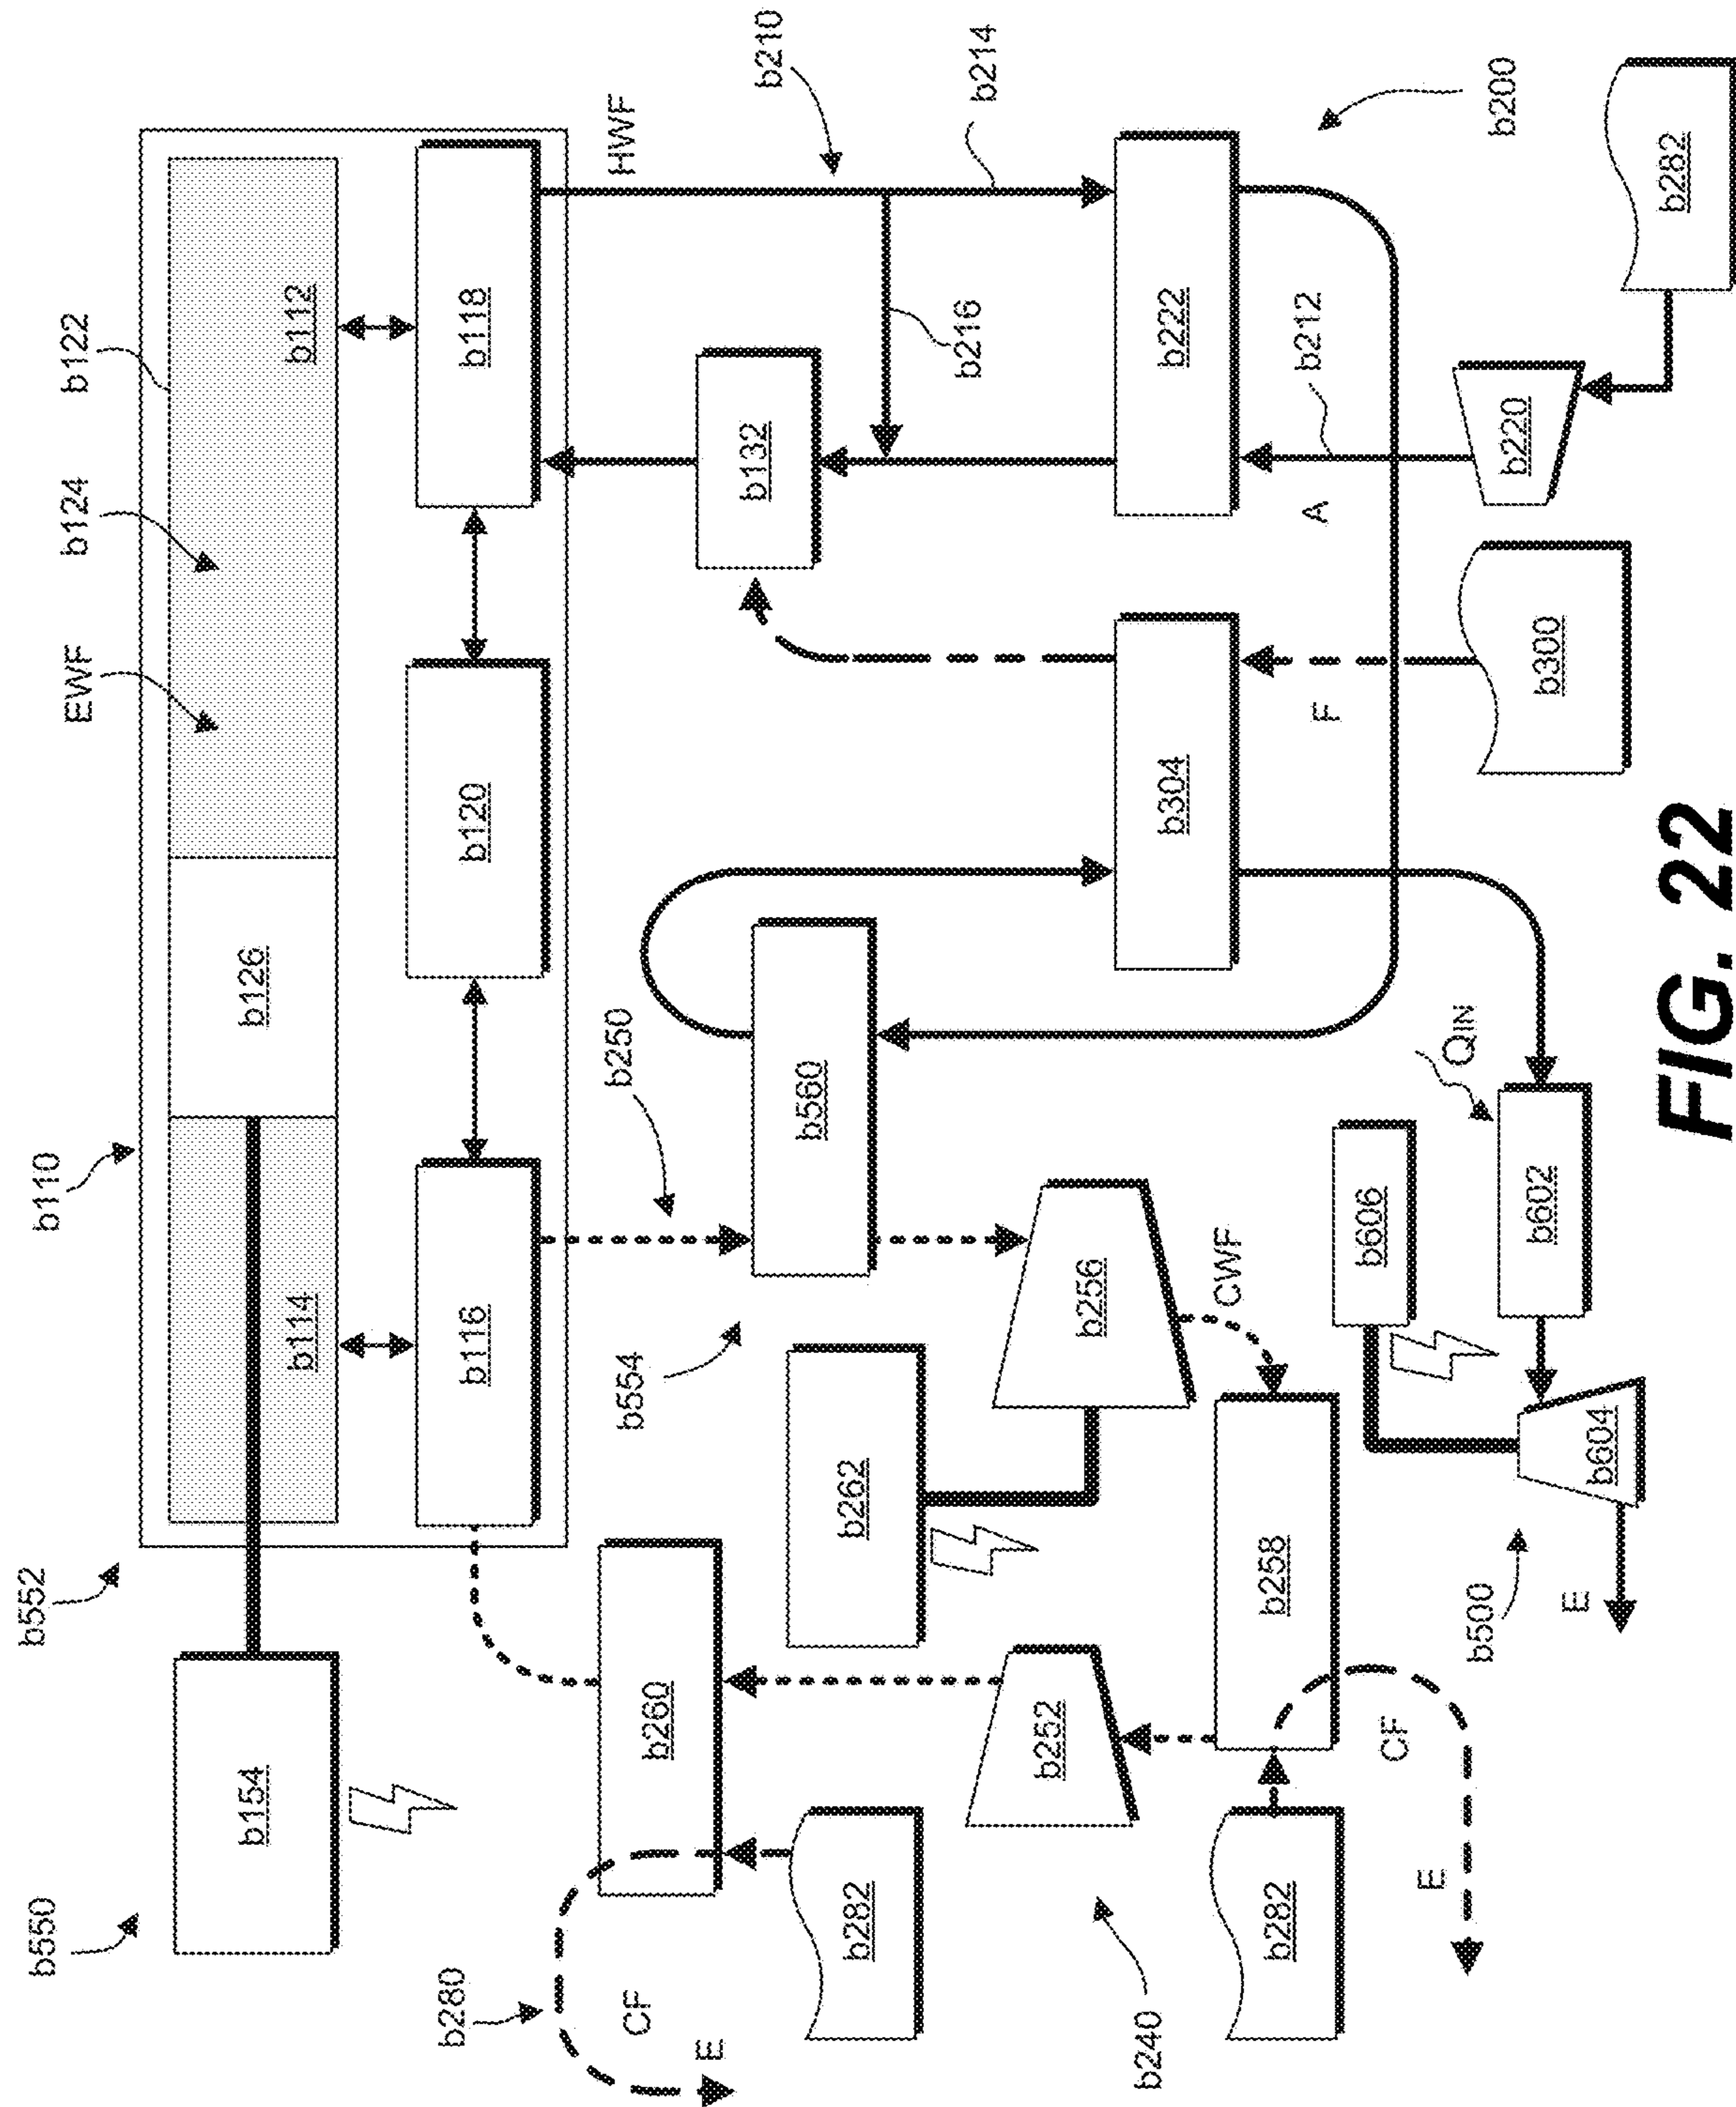 b550
b552
b110
EWF
b124
b122
b154
b114
b126
b112
b116
b120
b118
HWF
b210
b214
b280
CF
E
b260
b282
b554
b250
b262
b560
b132
b216
b240
b252
b256
CWF
b258
b304
b222
b282
CF
E
b606
QIN
F
A
b212
b200
b500
E
b604
b602
b300
b220
b282
FIG. 22